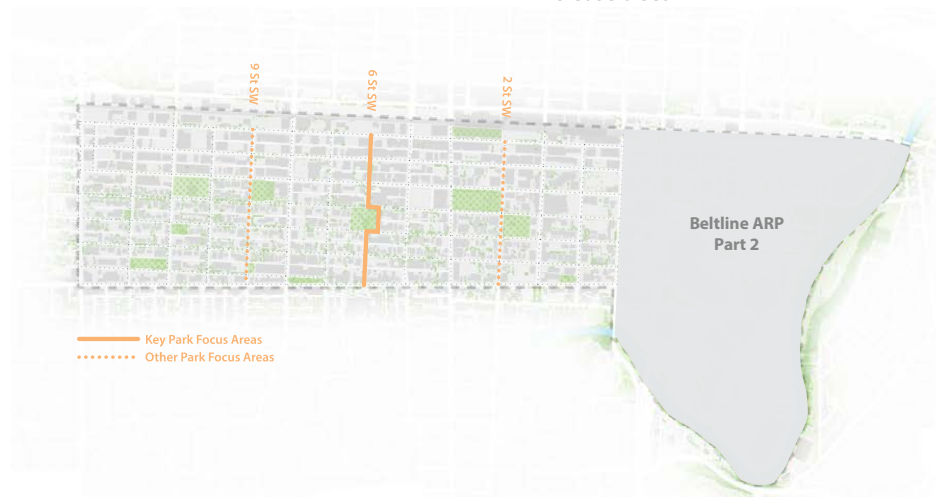 9 St SW
6 St SW
2 St SW
Beltline ARP
Part 2
Key Park Focus Areas
Other Park Focus Areas